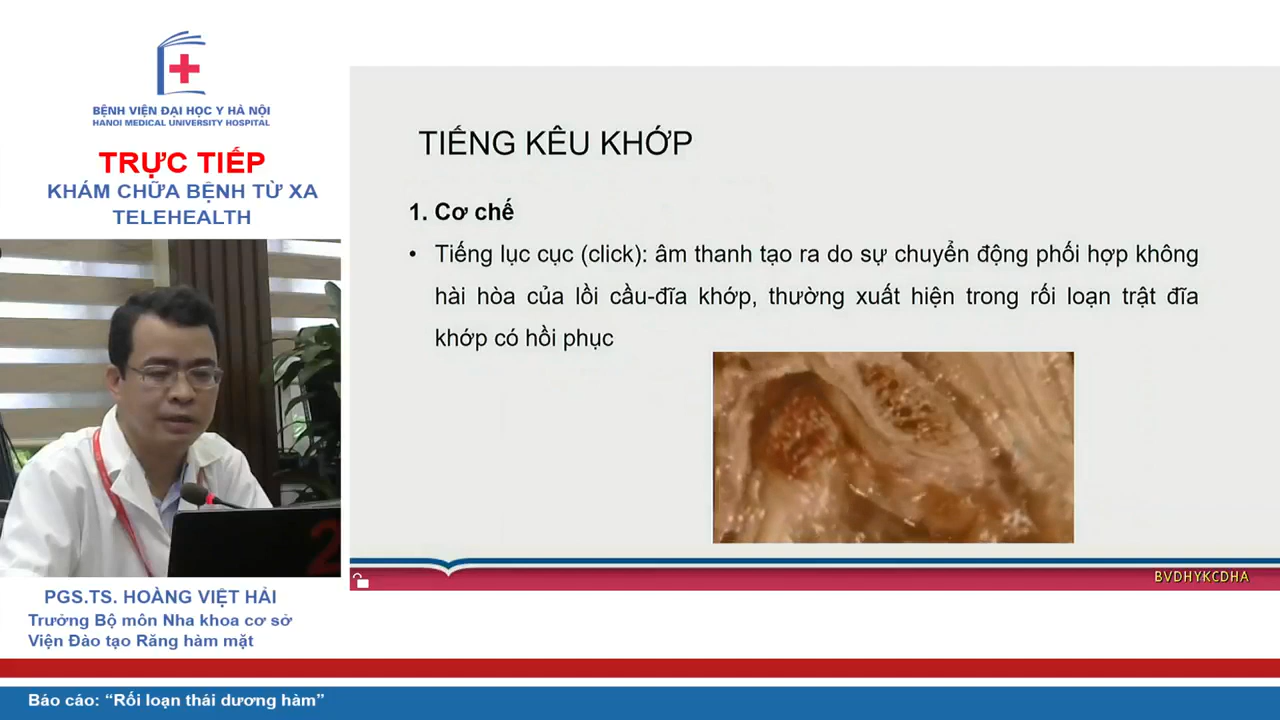 BỆNH VIỆN ĐẠI HỌC Y HÀ NỘI
HANOI MEDICAL UNIVERSITY HOSPITAL
TRỰC TIẾP
KHÁM CHỮA BỆNH TỪ XA
TELEHEALTH
TIẾNG KÊU KHỚP
1. Cơ chế
• Tiếng lục cục (click): âm thanh tạo ra do sự chuyển động phối hợp không
hài hòa của lồi cầu-đĩa khớp, thường xuất hiện trong rối loạn trật đĩa
khớp có hồi phục
2
BVDHYKCDHA
PGS.TS. HOÀNG VIỆT HẢI
Trưởng Bộ môn Nha khoa cơ sở
Viện Đào tạo Răng hàm mặt
Báo cáo: “Rối loạn thái dương hàm”